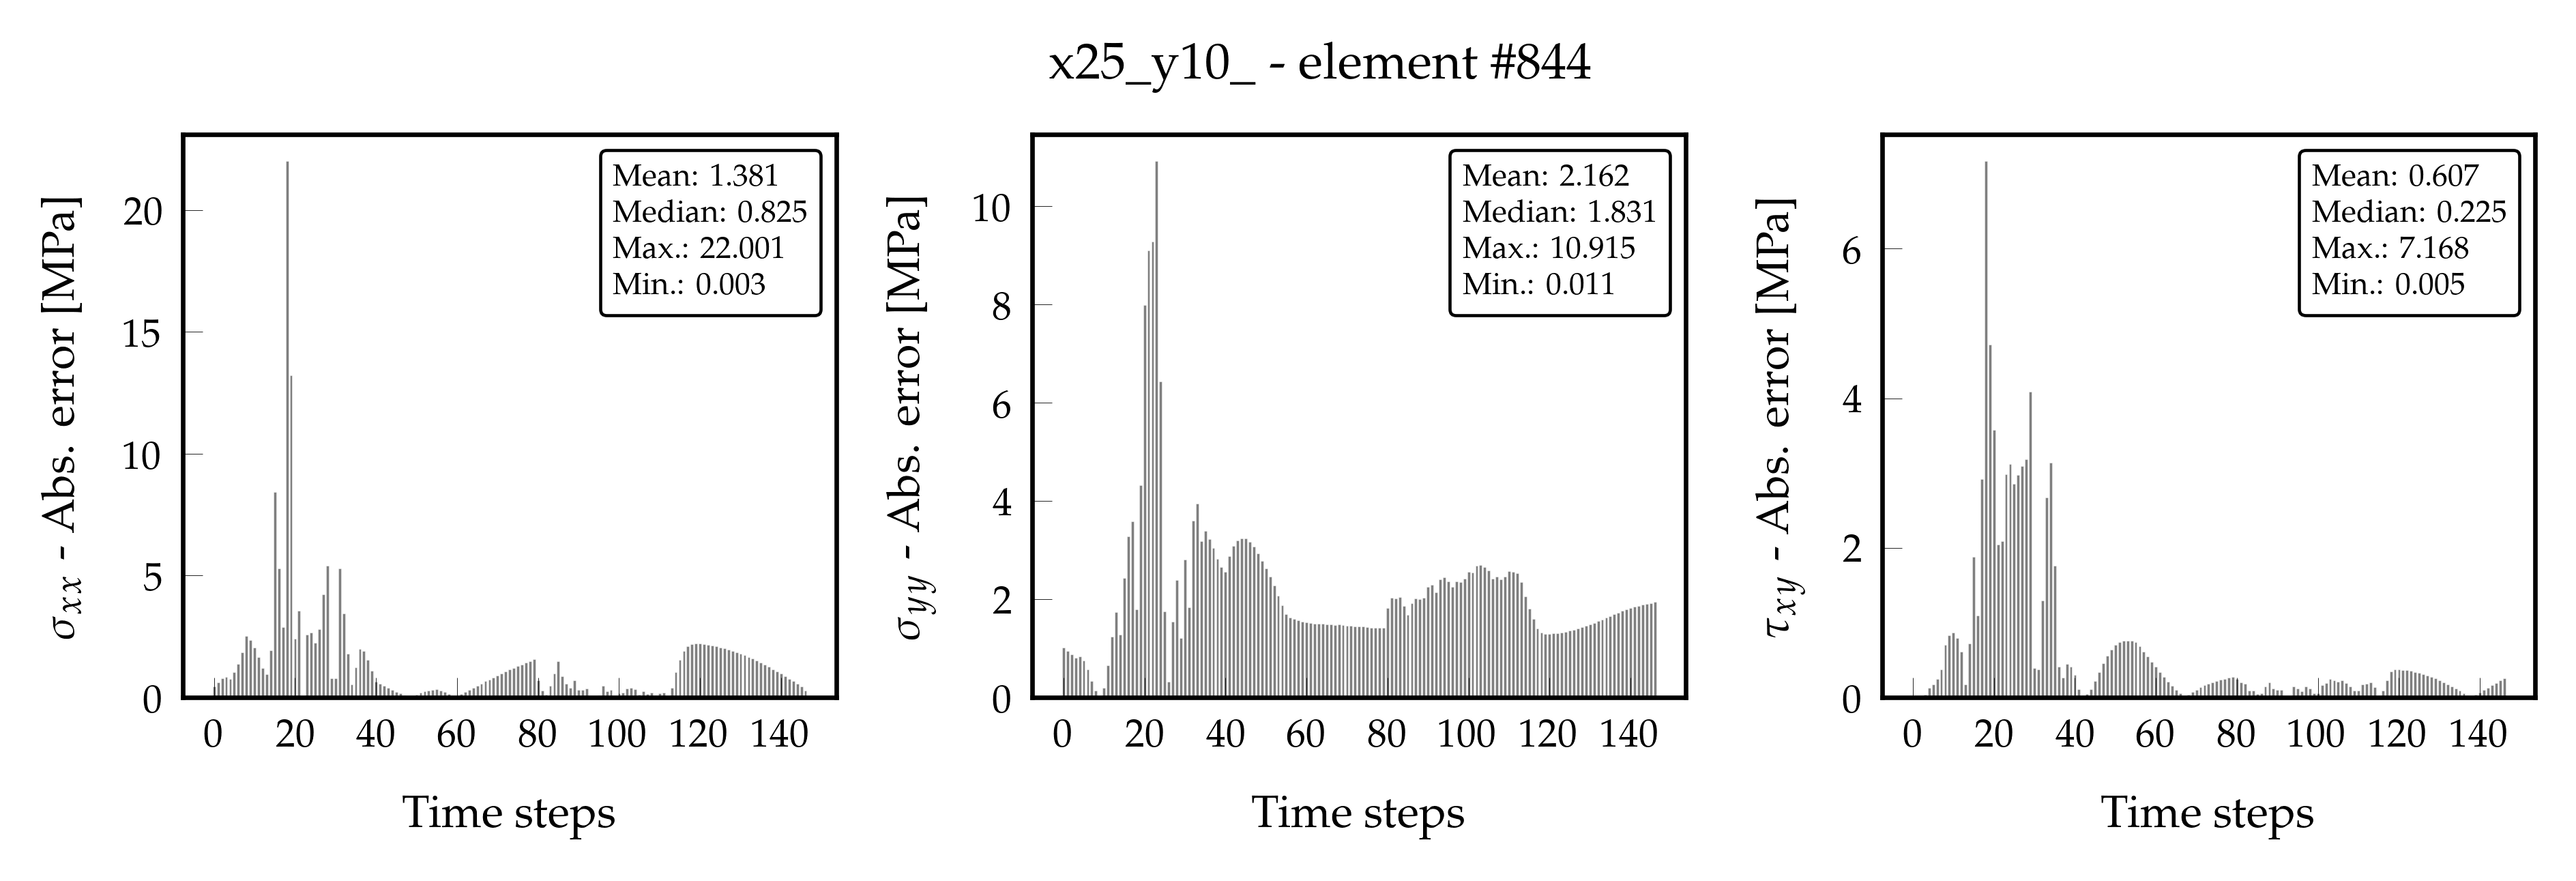 x25_y10_ - element #844
σxx - Abs. error [MPa]
20
15
10
5
0
0 20 40 60 80 100 120 140
Time steps
Mean: 1.381
Median: 0.825
Max.: 22.001
Min.: 0.003
σyy - Abs. error [MPa]
10
8
6
4
2
0
0 20 40 60 80 100 120 140
Time steps
Mean: 2.162
Median: 1.831
Max.: 10.915
Min.: 0.011
τxy - Abs. error [MPa]
6
4
2
0
0 20 40 60 80 100 120 140
Time steps
Mean: 0.607
Median: 0.225
Max.: 7.168
Min.: 0.005